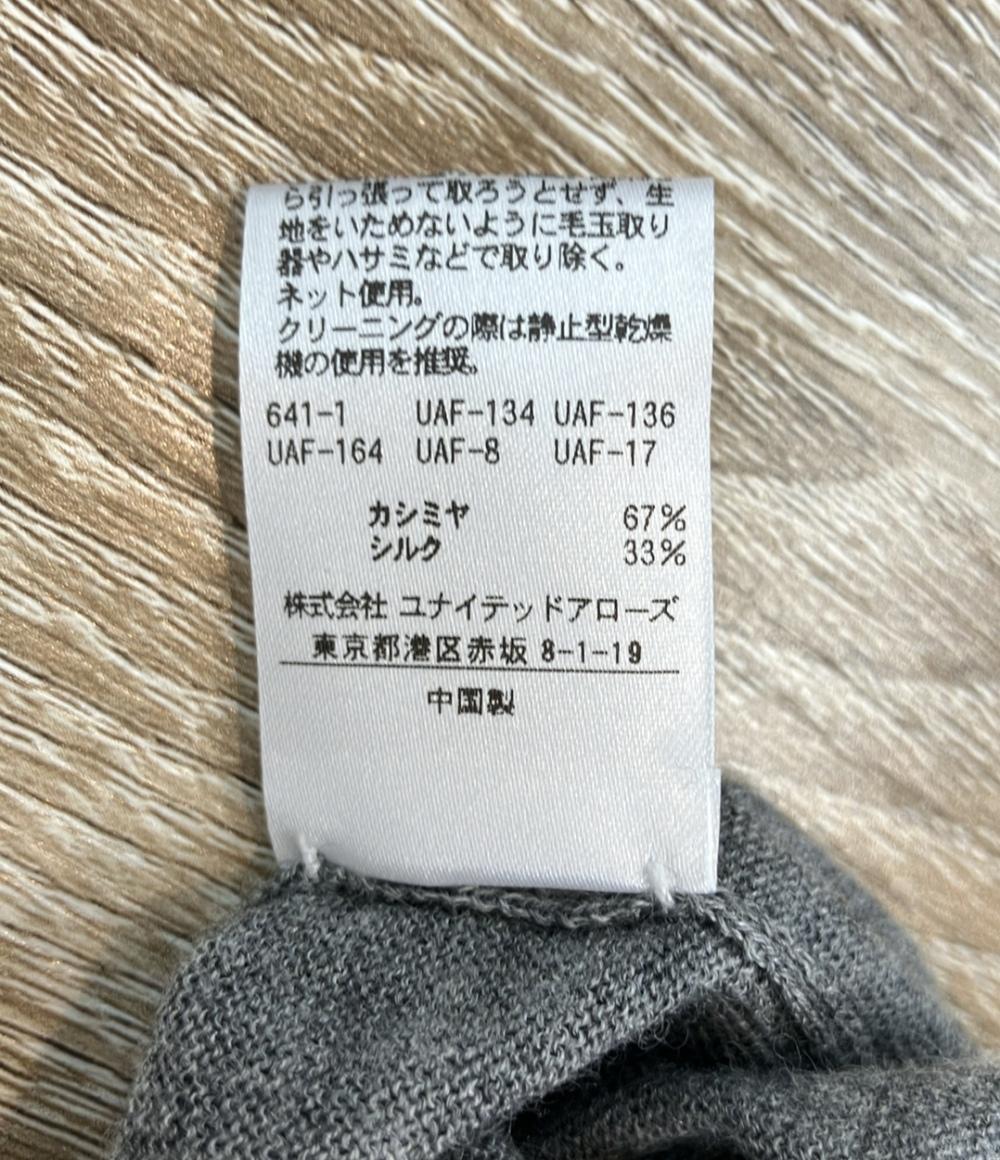 ら引っ張って取ろうとせず、生
地をいためないように毛玉取り
器やハサミなどで取り除く。
ネット使用。
クリーニングの際は静止型乾燥
機の使用を推奨。
641-1 UAF-134 UAF-136
UAF-164 UAF-8 UAF-17
カシミヤ 67%
シルク 33%
株式会社 ユナイテッドアローズ
東京都港区赤坂 8-1-19
中国製